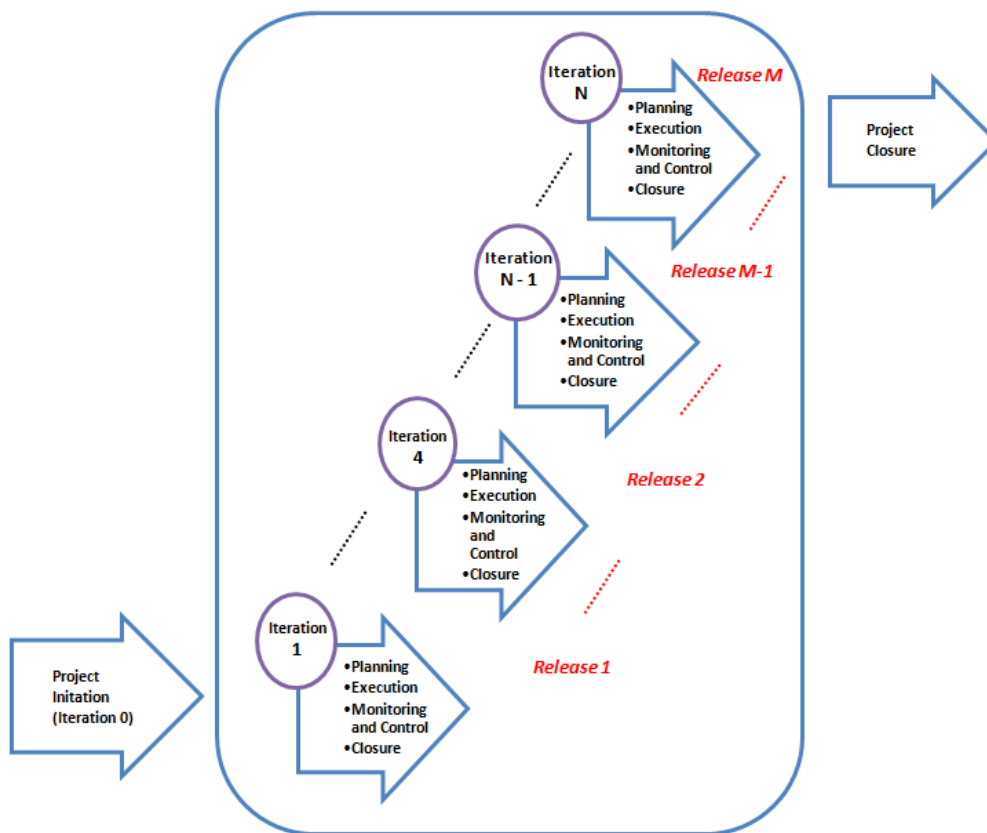 Iteration
N
Release M
•Planning
•Execution
•Monitoring
and Control
•Closure
Project
Closure
Iteration
N - 1
Release M-1
•Planning
•Execution
•Monitoring
and Control
•Closure
Iteration
4
•Planning
•Execution
•Monitoring
and
Control
•Closure
Release 2
Iteration
1
•Planning
•Execution
•Monitoring
and Control
•Closure
Release 1
Project
Initation
(Iteration 0)